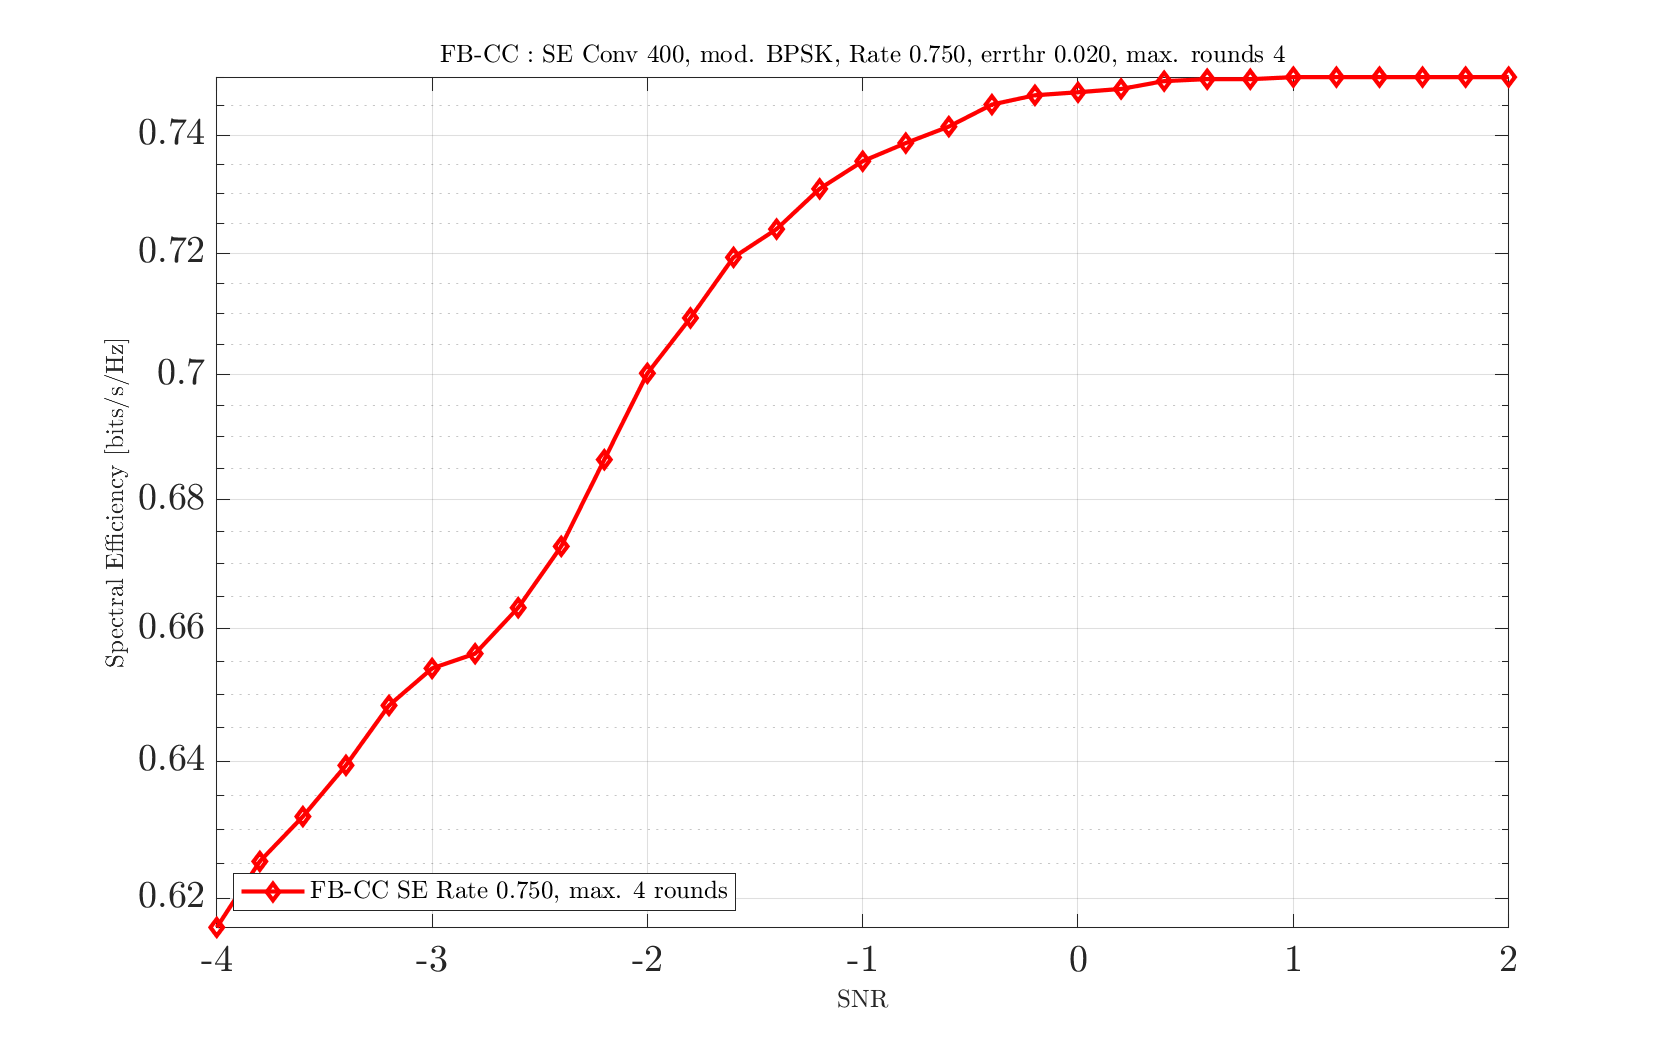 FB-CC : SE Conv 400, mod. BPSK, Rate 0.750, errthr 0.020, max. rounds 4
0.74
0.72
0.7
0.68
0.66
0.64
0.62
Spectral Efficiency [bits/s/Hz]
FB-CC SE Rate 0.750, max. 4 rounds
-4 -3 -2 -1 0 1 2
SNR